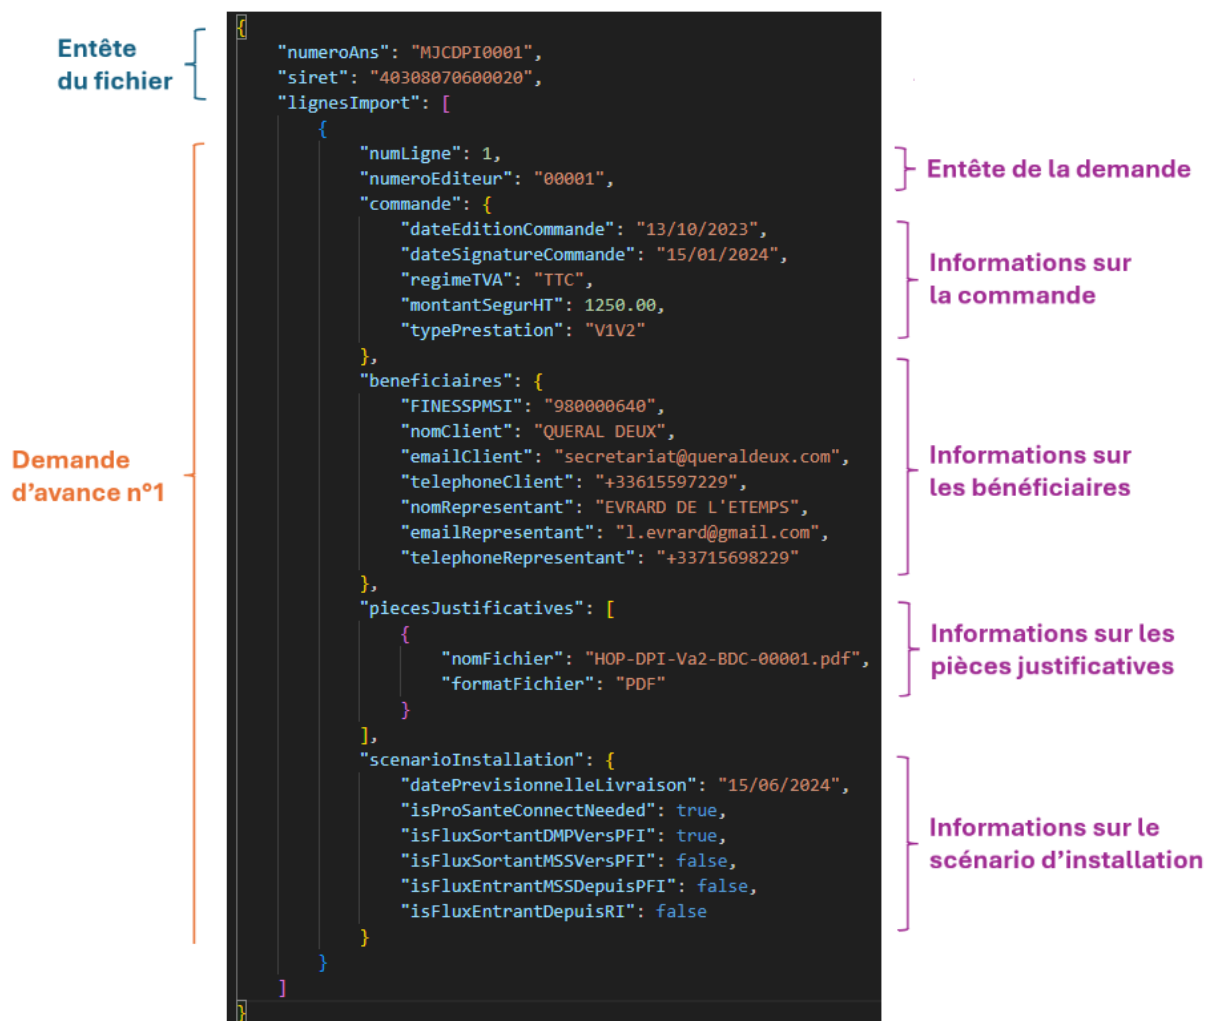 Entête
du fichier
{
"numeroAns": "MJCDPI0001",
"siret": "40308070600020",
"lignesImport": [
{
"numLigne": 1,
"numeroEditeur": "00001",
"commande": {
"dateEditionCommande": "13/10/2023",
"dateSignatureCommande": "15/01/2024",
"regimeTVA": "TTC",
"montantSegurHT": 1250.00,
"typePrestation": "V1V2"
},
"beneficiaires": {
"FINESSPMSI": "980000640",
"nomClient": "QUERAL DEUX",
"emailClient": "secretariat@queraldeux.com",
"telephoneClient": "+33615597229",
"nomRepresentant": "EVRARD DE L'ETEMPS",
"emailRepresentant": "l.evrard@gmail.com",
"telephoneRepresentant": "+33715698229"
},
"piecesJustificatives": [
{
"nomFichier": "HOP-DPI-Va2-BDC-00001.pdf",
"formatFichier": "PDF"
}
],
"scenarioInstallation": {
"datePrevisionnelleLivraison": "15/06/2024",
"isProSanteConnectNeeded": true,
"isFluxSortantDMPVersPFI": true,
"isFluxSortantMSSVersPFI": false,
"isFluxEntrantMSSDepuisPFI": false,
"isFluxEntrantDepuisRI": false
}
}
]
}
Demande
d'avance n°1
Entête de la demande
Informations sur
la commande
Informations sur
les bénéficiaires
Informations sur les
pièces justificatives
Informations sur le
scénario d'installation